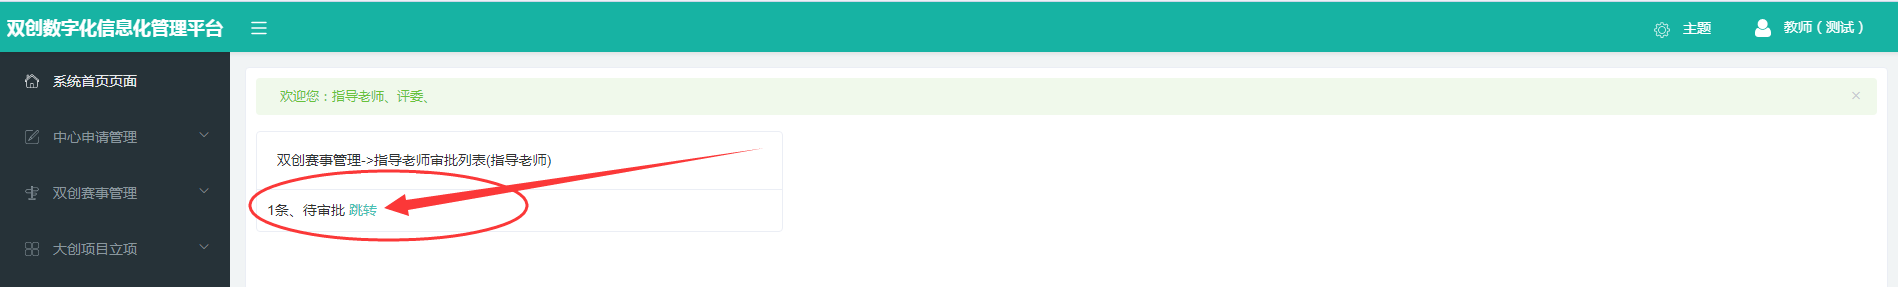 双创数字化信息化管理平台
主题
教师（测试）
系统首页页面
欢迎您：指导老师、评委、
中心申请管理
双创赛事管理->指导老师审批列表(指导老师)
双创赛事管理
1条、待审批 跳转
大创项目立项